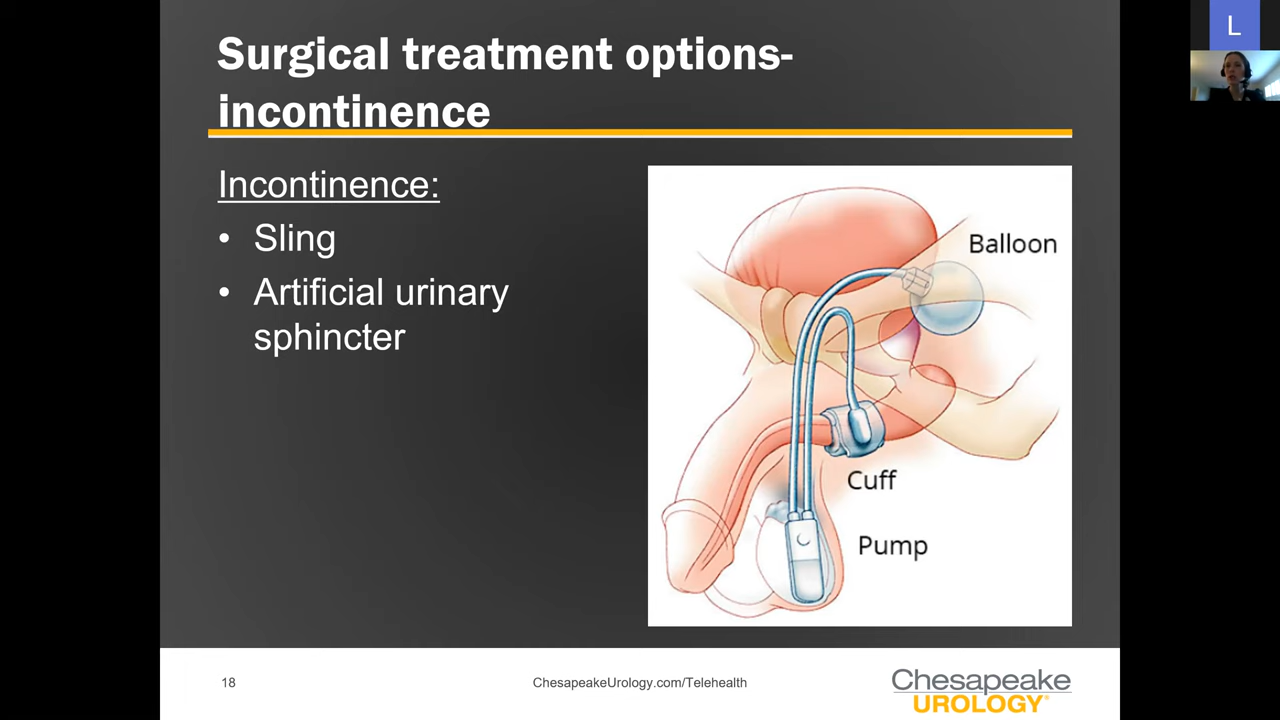 Surgical treatment options-
incontinence
Incontinence:
• Sling
• Artificial urinary
sphincter
Balloon
Cuff
Pump
18
ChesapeakeUrology.com/Telehealth
Chesapeake
UROLOGY®
L